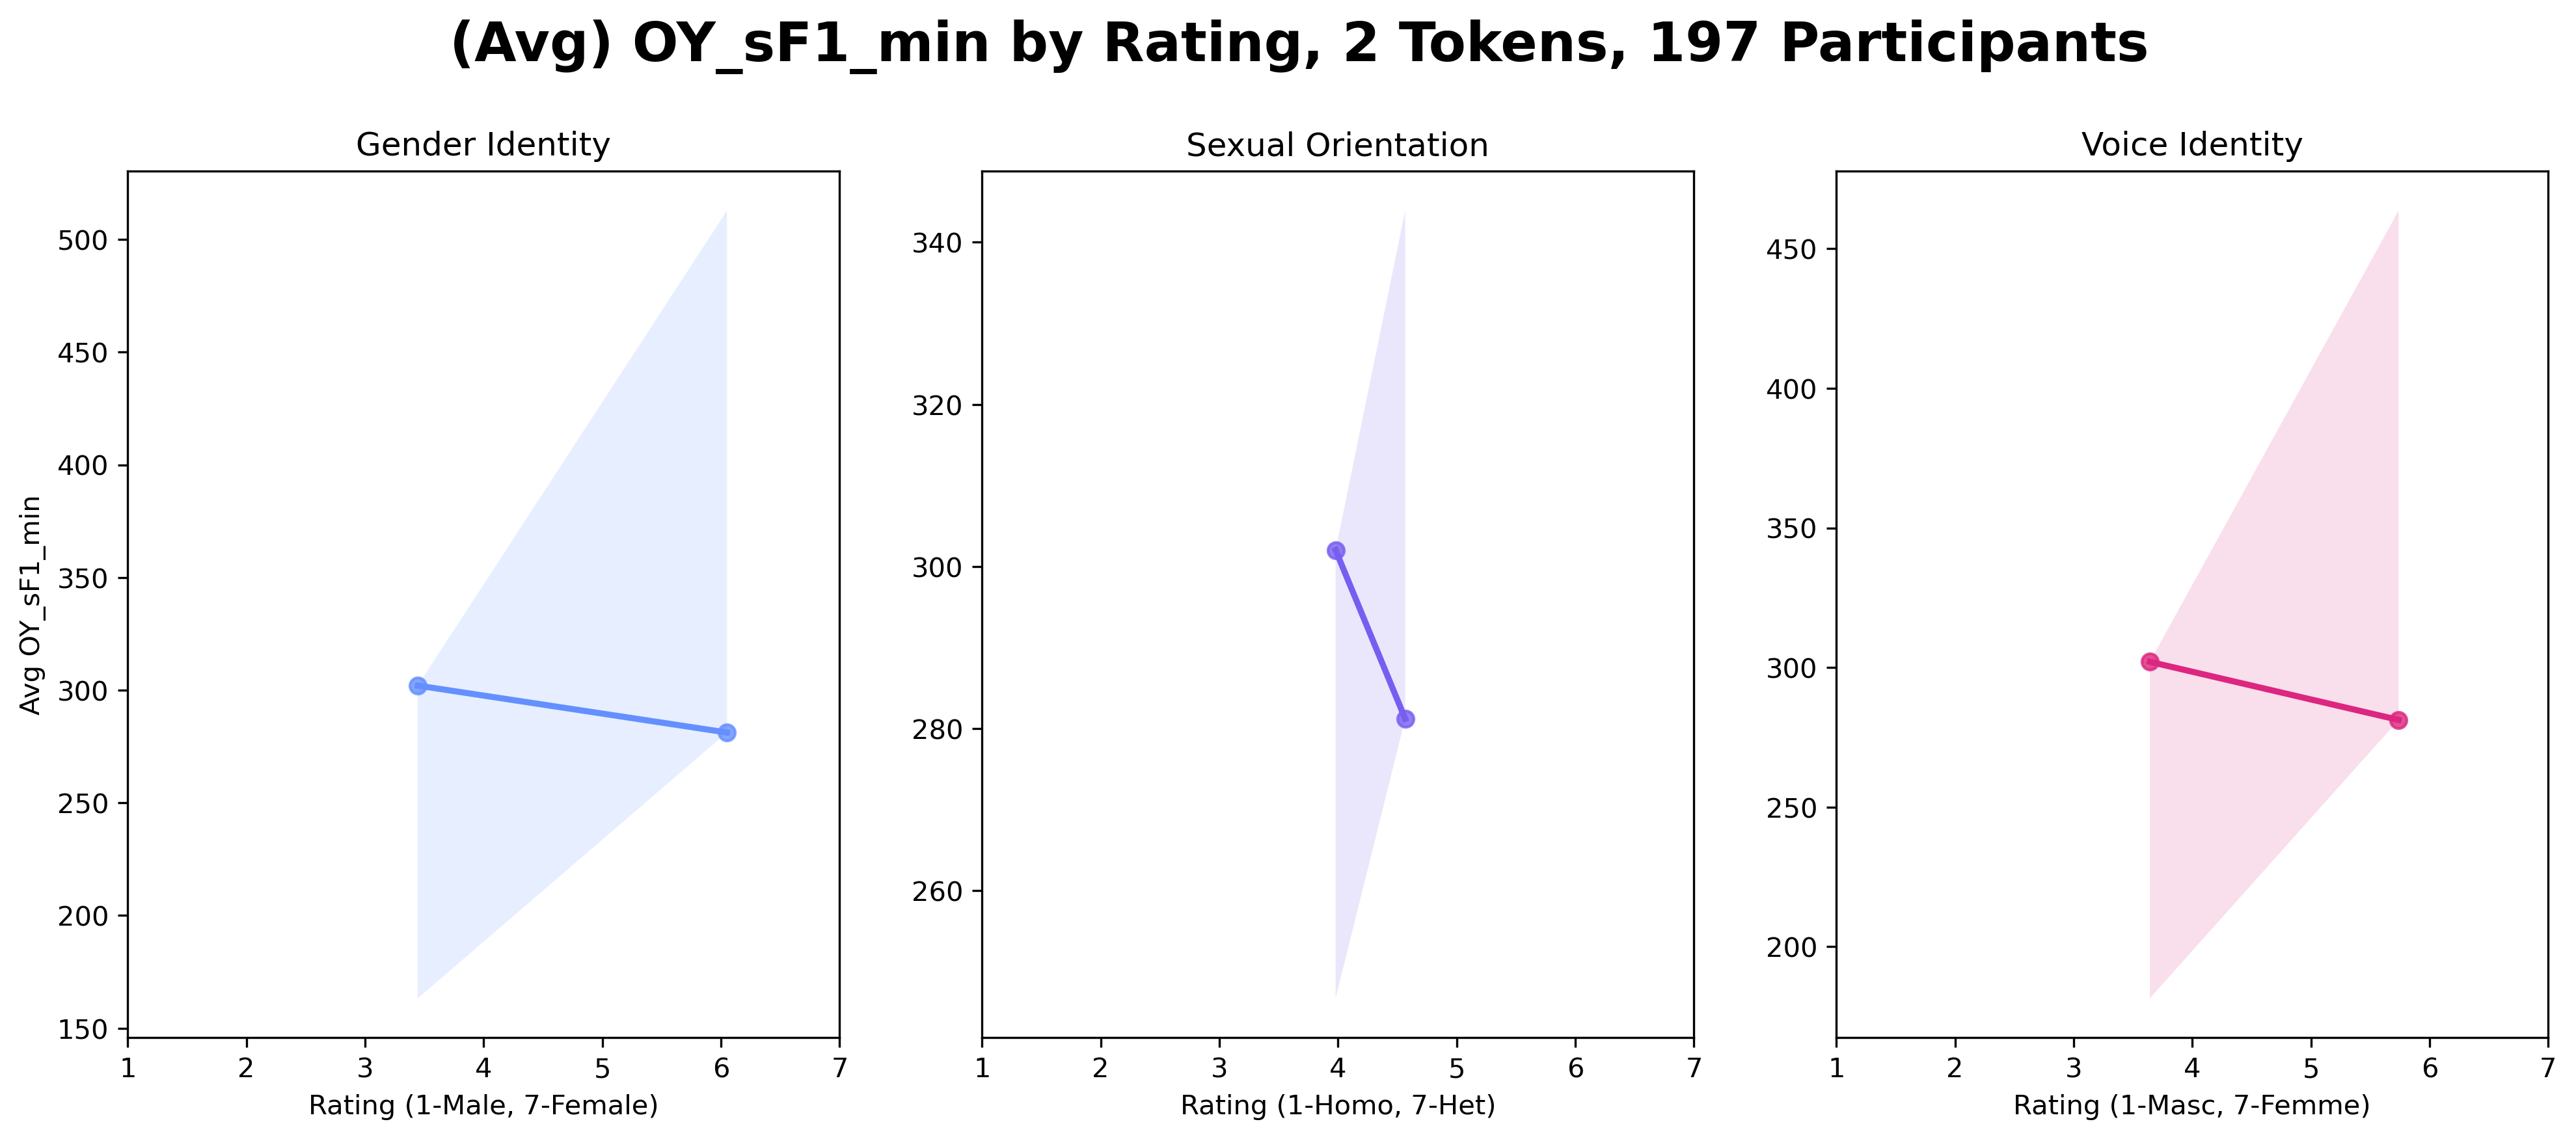 (Avg) OY_sF1_min by Rating, 2 Tokens, 197 Participants
Gender Identity
Sexual Orientation
Voice Identity
Avg OY_sF1_min
500
450
400
350
300
250
200
150
1 2 3 4 5 6 7
Rating (1-Male, 7-Female)
340
320
300
280
260
1 2 3 4 5 6 7
Rating (1-Homo, 7-Het)
450
400
350
300
250
200
1 2 3 4 5 6 7
Rating (1-Masc, 7-Femme)